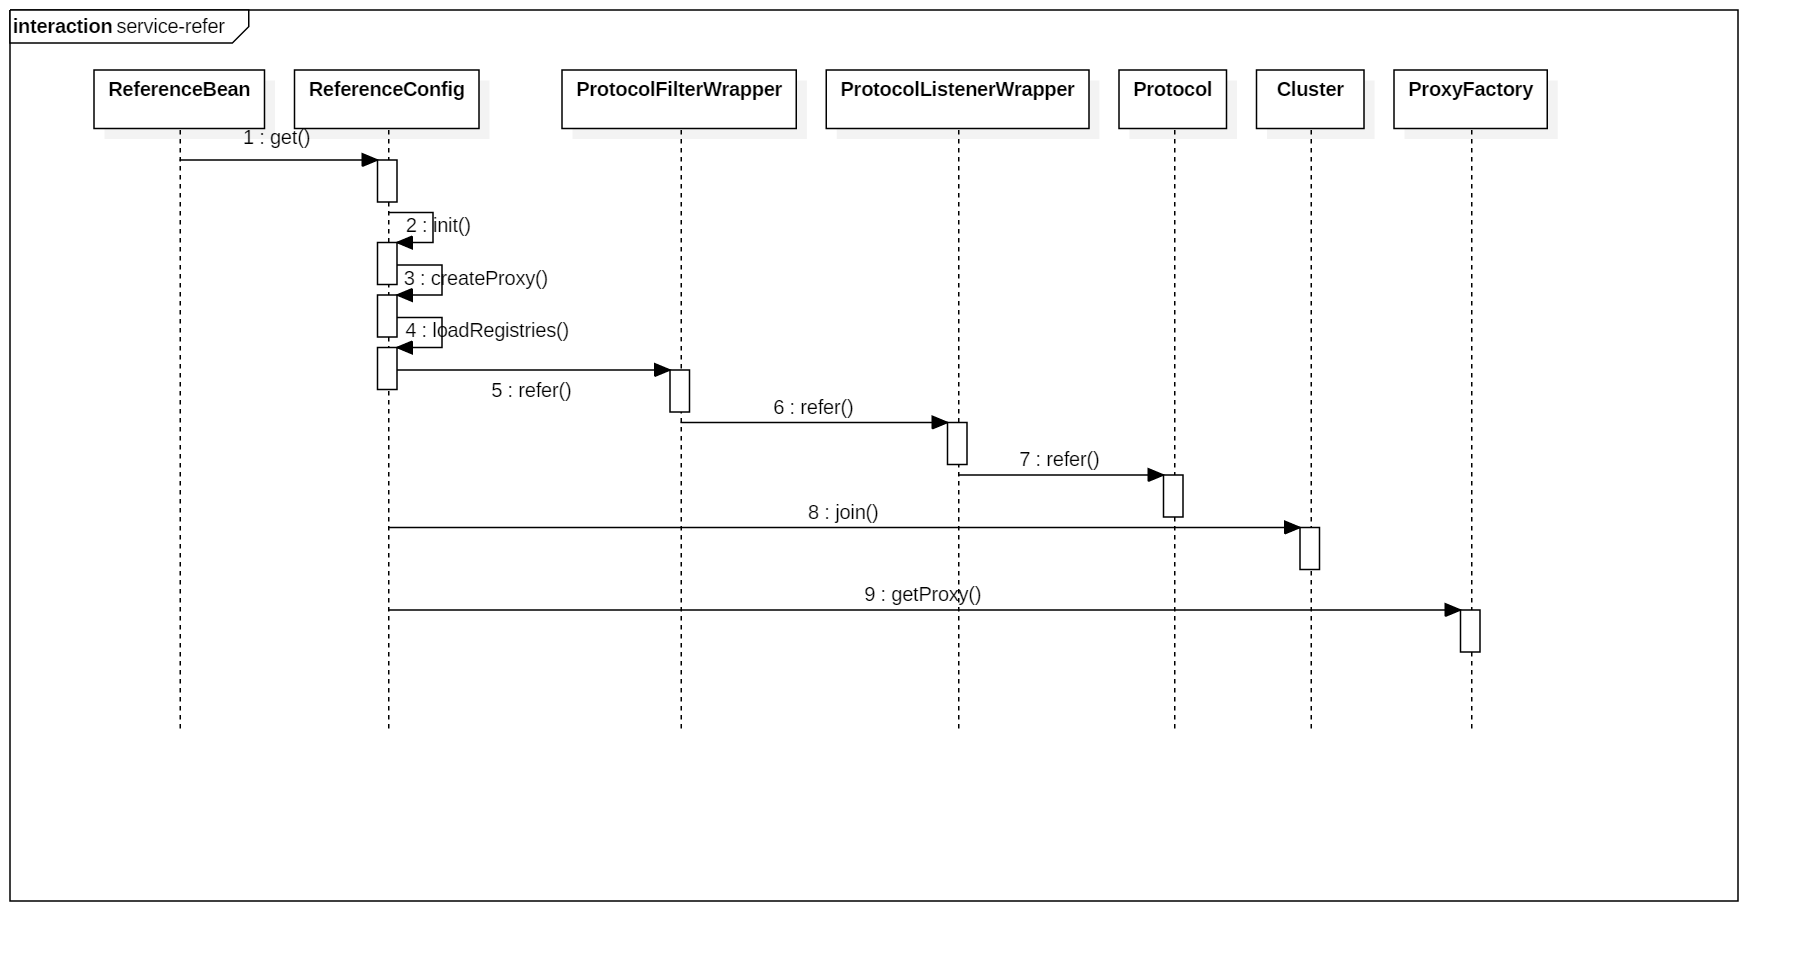 interaction service-refer
ReferenceBean
ReferenceConfig
ProtocolFilterWrapper
ProtocolListenerWrapper
Protocol
Cluster
ProxyFactory
1 : get()
2 : init()
3 : createProxy()
4 : loadRegistries()
5 : refer()
6 : refer()
7 : refer()
8 : join()
9 : getProxy()